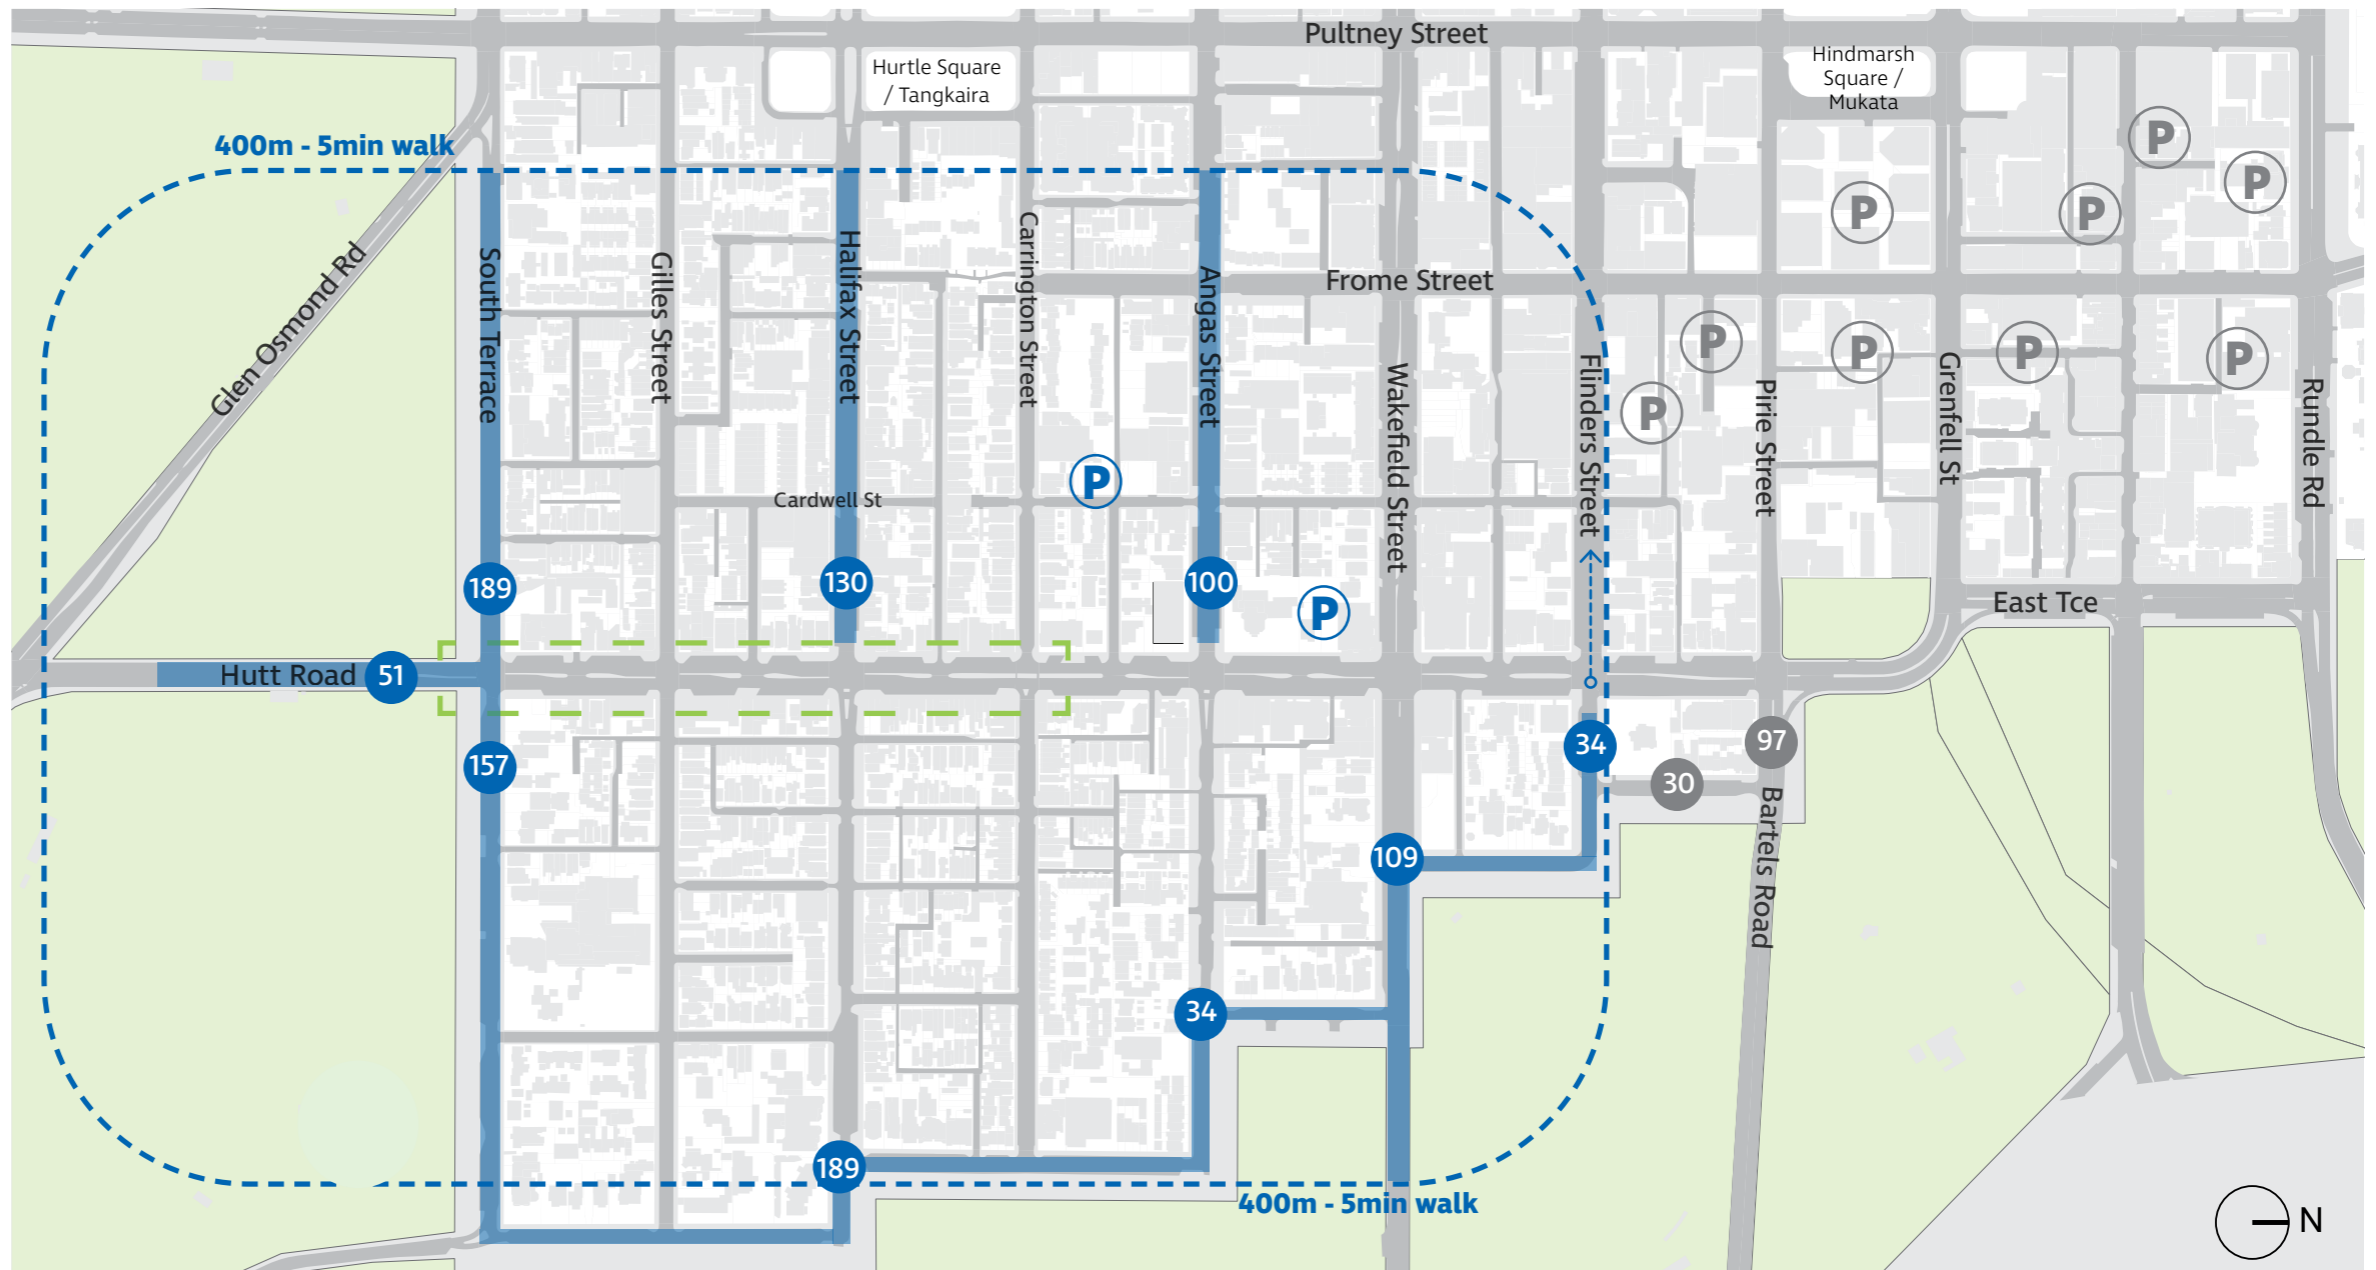 Pultney Street
Hurtle Square
/ Tangkaira
Hindmarsh
Square /
Mukata
P
400m - 5min walk
P
P
P
P
Glen Osmond Rd
South Terrace
Gilles Street
Halifax Street
Carrington Street
Angas Street
Frome Street
Wakefield Street
Flinders Street
P
P
P
P
P
Pirie Street
Grenfell St
Rundle Rd
P
Cardwell St
189
130
100
P
East Tce
Hutt Road
51
157
34
97
30
109
Bartels Road
34
189
400m - 5min walk
N